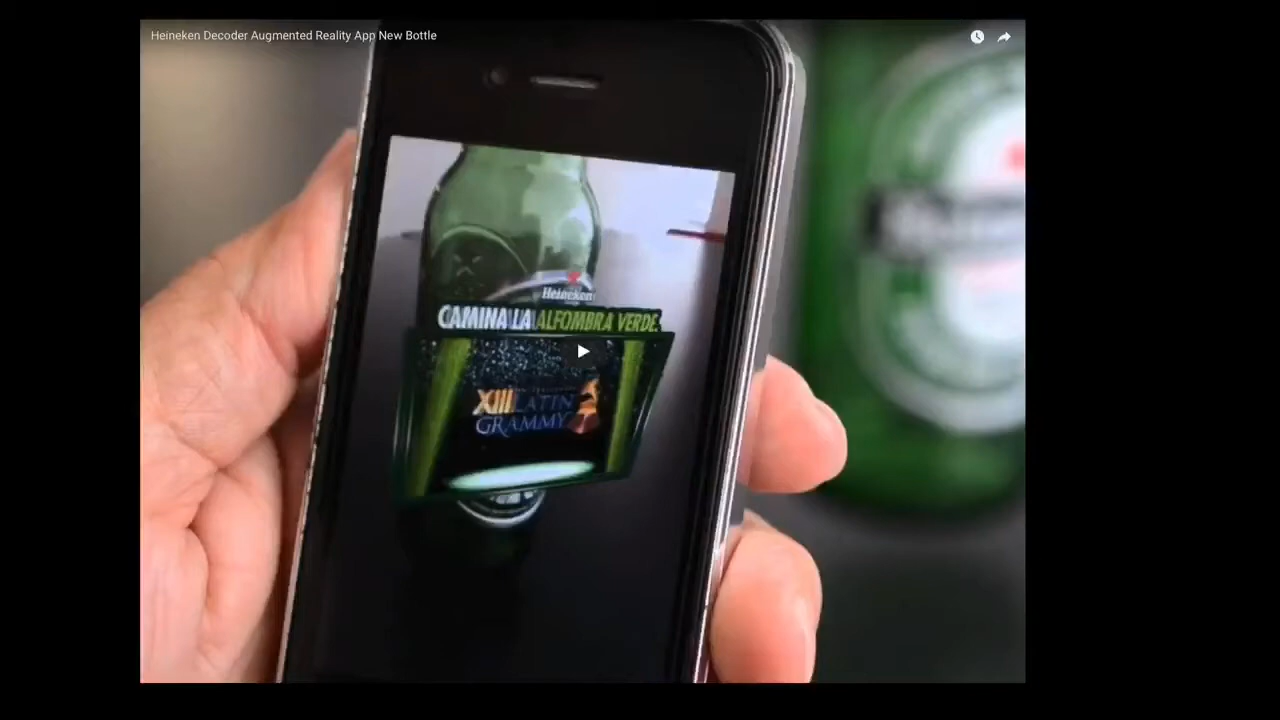 Heineken Decoder Augmented Reality App New Bottle
Heineken
CAMINA LA ALFOMBRA VERDE.
XIII LATIN
GRAMMY